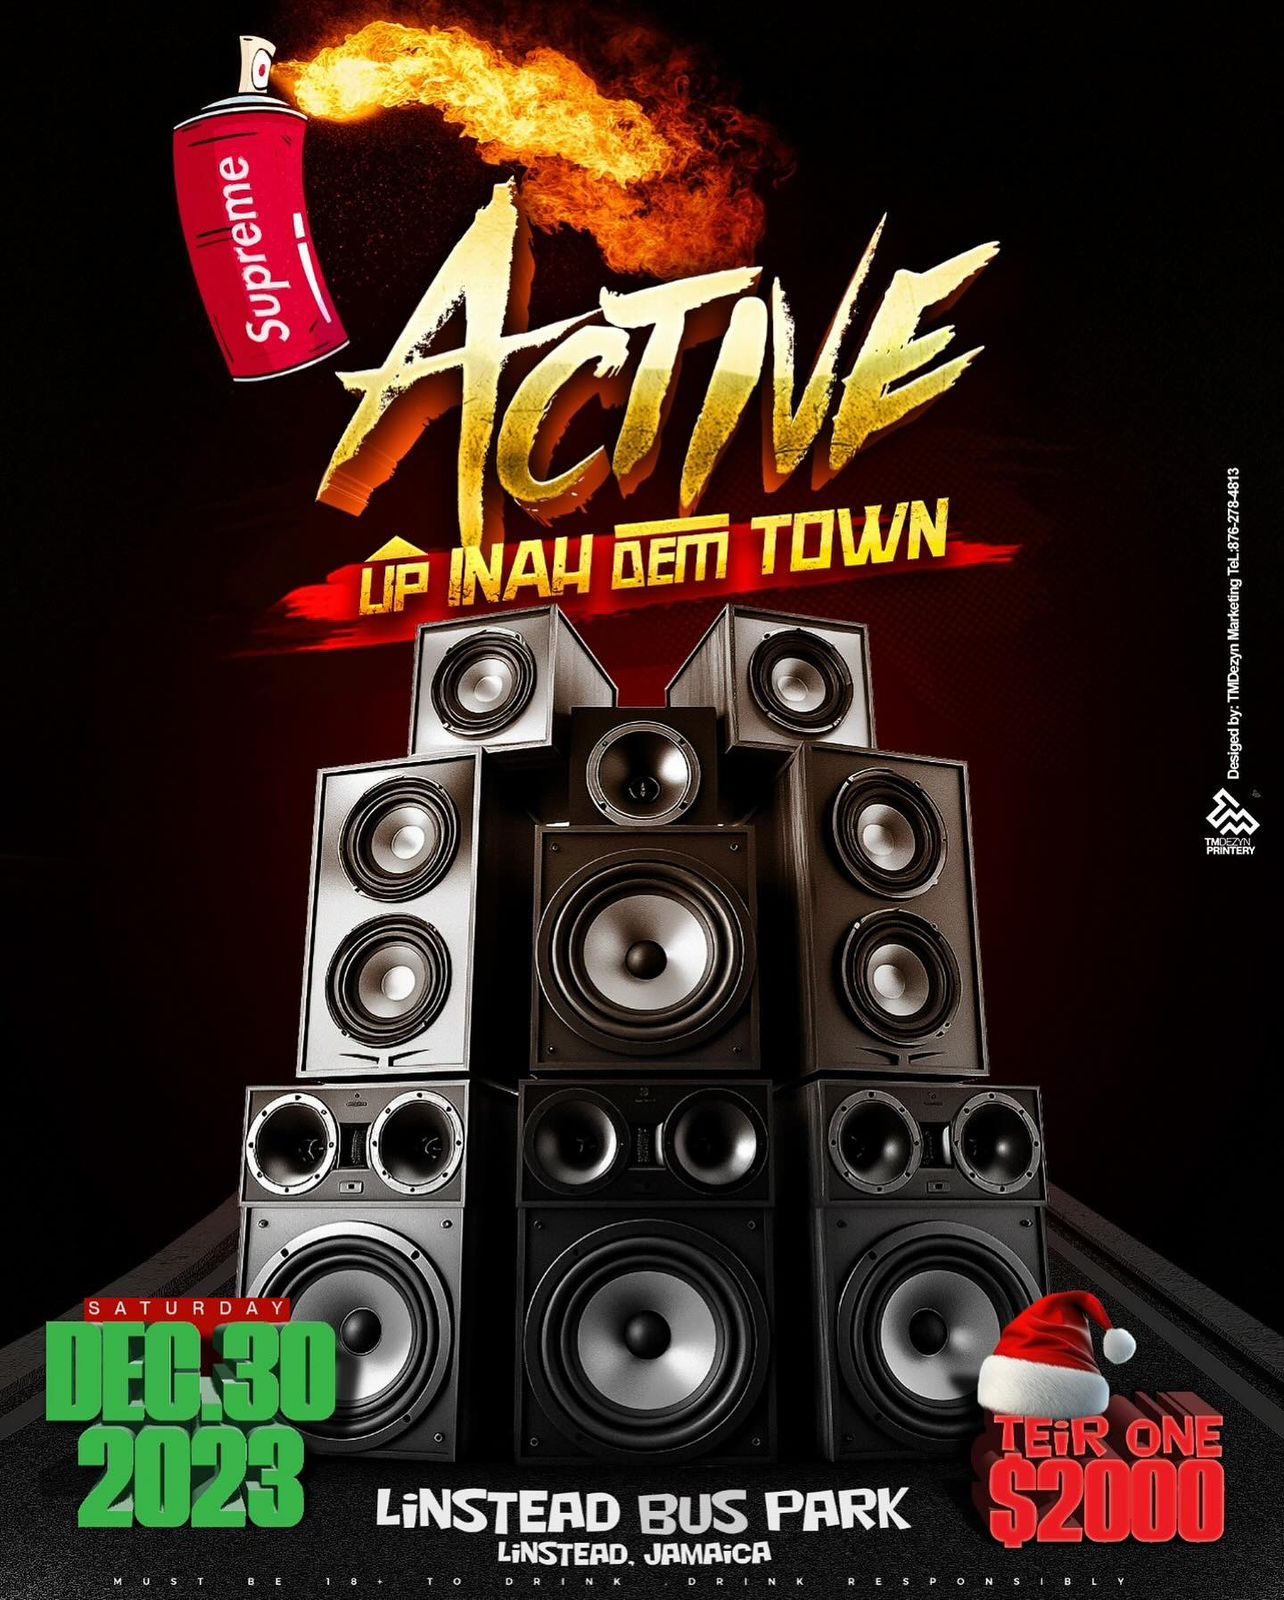 Supreme
ACTIVE
UP INAH DEM TOWN
Desiged by: TMDezyn Marketing TeL:876-278-4813
TMDEZYN
PRINTERY
SATURDAY
DEC.30
2023
TEiR ONE
$2000
LiNSTEAD BUS PARK
LiNSTEAD, JAMAiCA
MUST BE 18+ TO DRINK .DRINK RESPONSIBLY